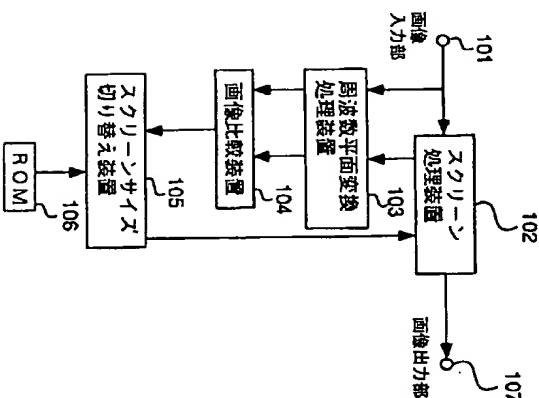 101
画像
入力部
スクリーン
処理装置
102
周波数平面変換
処理装置
103
画像比較装置
104
スクリーンサイズ
切り替え装置
105
ROM
106
画像出力部
107